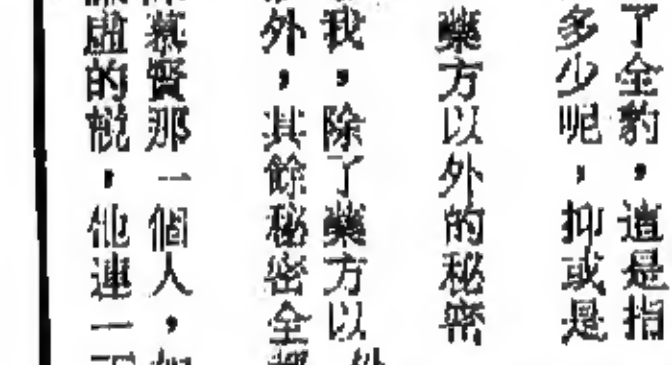 了全豹，這是指
多少呢，抑或是
藥方以外的秘密
我，除了藥方以
外，其餘秘密全
慕賢那一個人，
虛的說，他連一